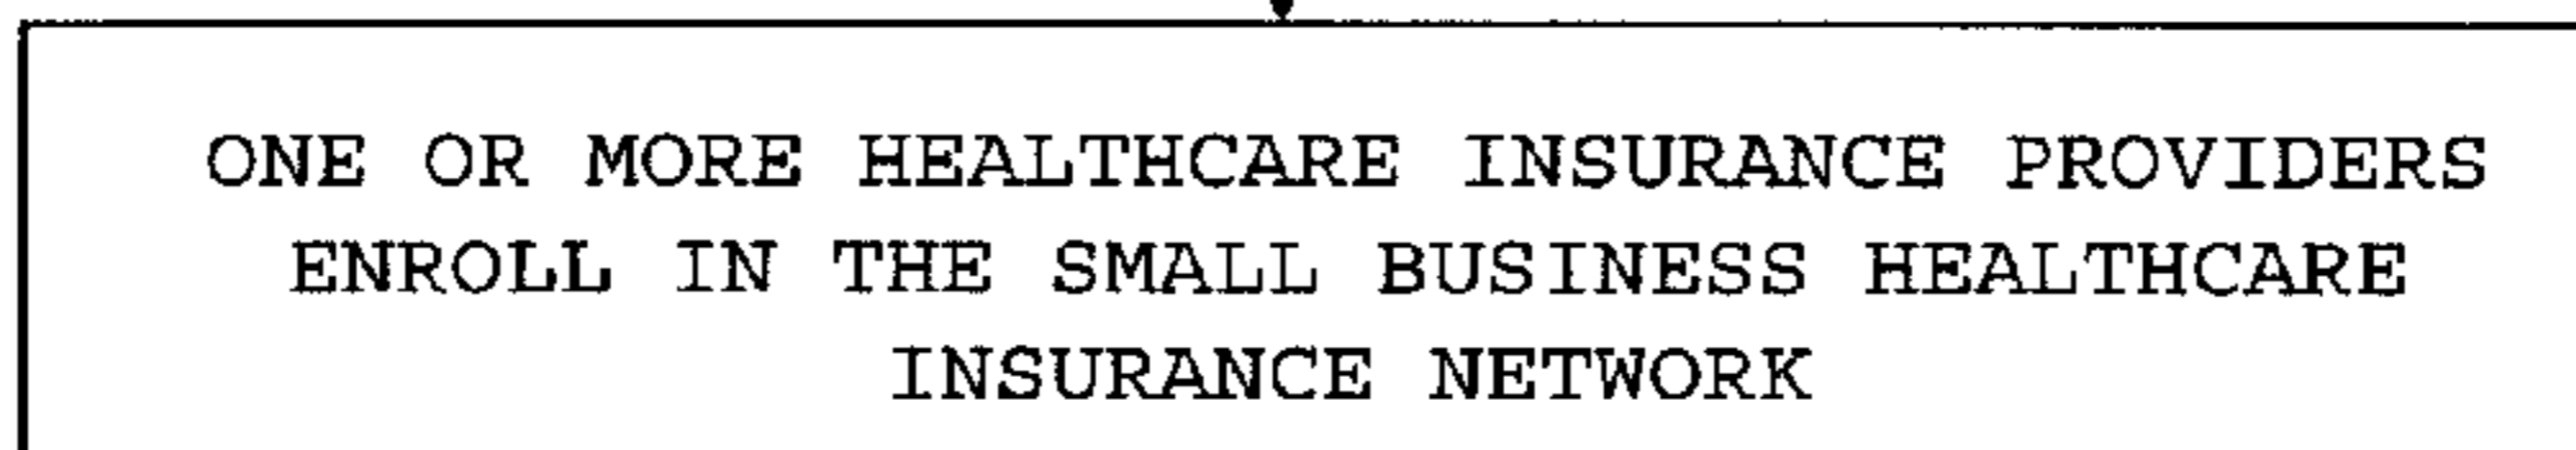 ONE OR MORE HEALTHCARE INSURANCE PROVIDERS
ENROLL IN THE SMALL BUSINESS HEALTHCARE
INSURANCE NETWORK